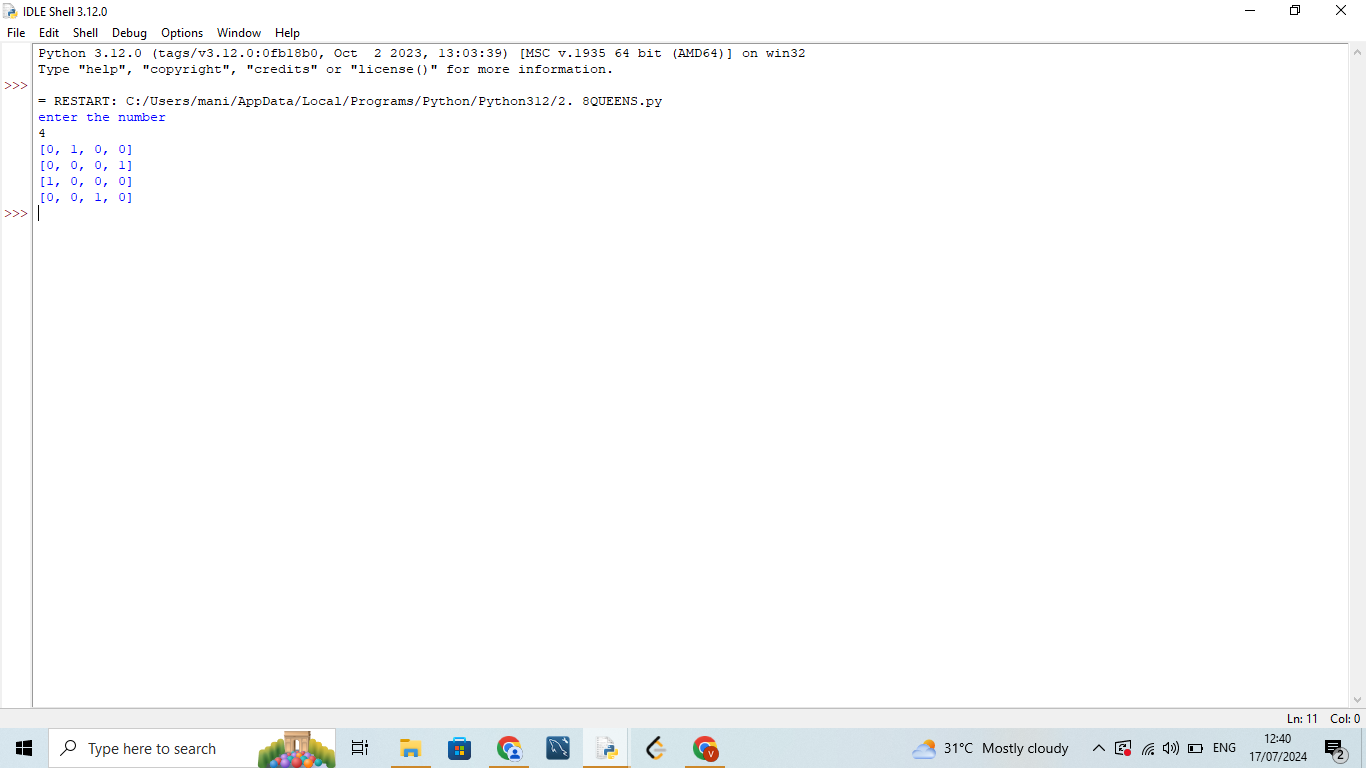 IDLE Shell 3.12.0
File Edit Shell Debug Options Window Help
Python 3.12.0 (tags/v3.12.0:0fb18b0, Oct  2 2023, 13:03:39) [MSC v.1935 64 bit (AMD64)] on win32
Type "help", "copyright", "credits" or "license()" for more information.
>>>
= RESTART: C:/Users/mani/AppData/Local/Programs/Python/Python312/2. 8QUEENS.py
enter the number
4
[0, 1, 0, 0]
[0, 0, 0, 1]
[1, 0, 0, 0]
[0, 0, 1, 0]
>>>
Ln: 11 Col: 0
Type here to search
V
31°C Mostly cloudy
ENG
12:40
17/07/2024
2